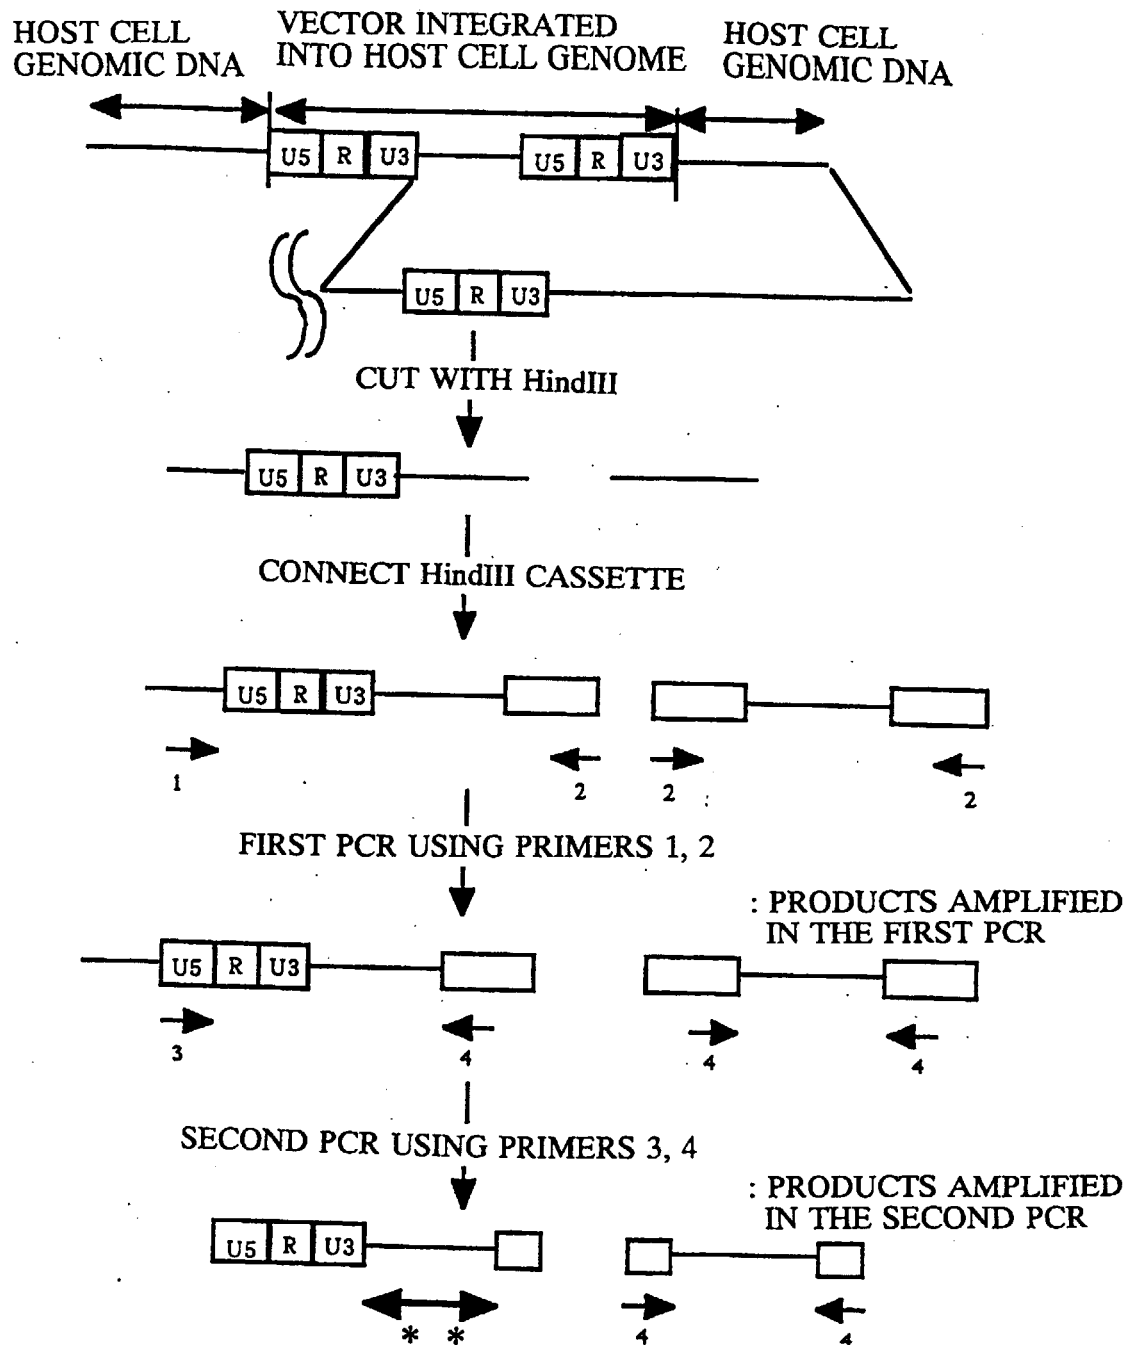 HOST CELL
GENOMIC DNA
VECTOR INTEGRATED
INTO HOST CELL GENOME
HOST CELL
GENOMIC DNA
U5 R U3 U5 R U3
U5 R U3
CUT WITH HindIII
U5 R U3
CONNECT HindIII CASSETTE
U5 R U3
1 2 2 2
FIRST PCR USING PRIMERS 1, 2
: PRODUCTS AMPLIFIED
IN THE FIRST PCR
U5 R U3
3 4 4 4
SECOND PCR USING PRIMERS 3, 4
: PRODUCTS AMPLIFIED
IN THE SECOND PCR
U5 R U3
* * 4 4